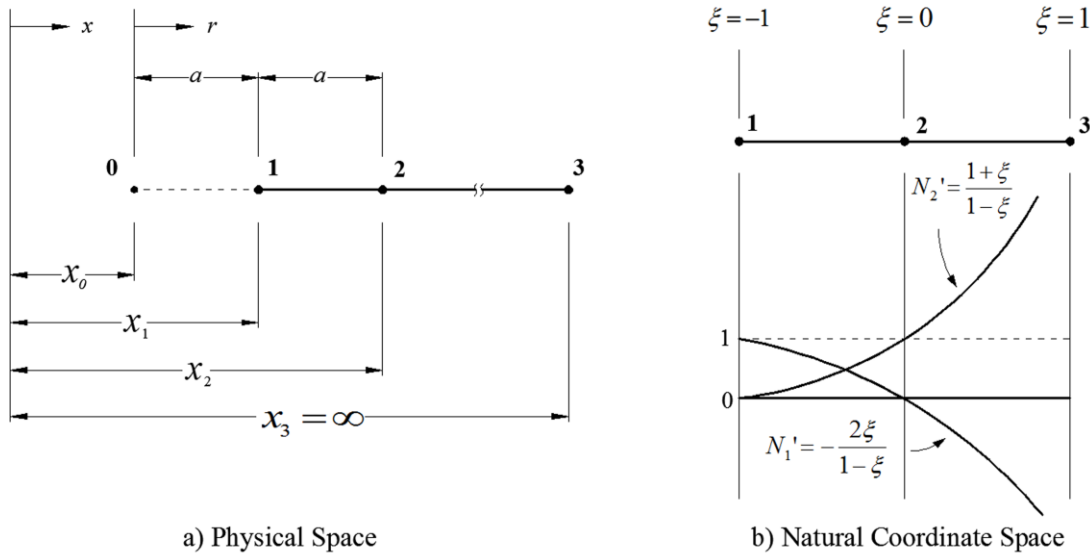 x
r
a
a
0
1
2
3
x₀
x₁
x₂
x₃ = ∞
a) Physical Space
ξ = −1
ξ = 0
ξ = 1
1
2
3
N₂' = (1+ξ)/(1−ξ)
1
0
N₁' = −2ξ/(1−ξ)
b) Natural Coordinate Space